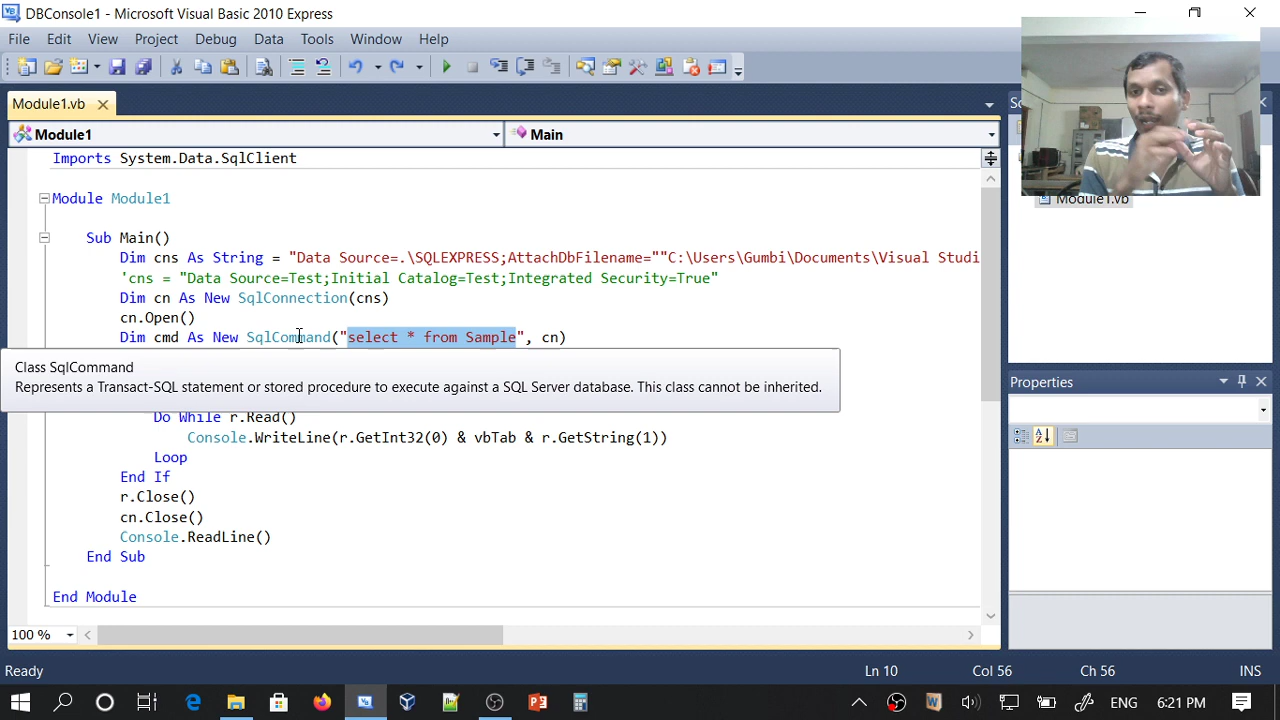 DBConsole1 - Microsoft Visual Basic 2010 Express
File Edit View Project Debug Data Tools Window Help
Module1.vb
Module1 Main
Imports System.Data.SqlClient
Module Module1
Sub Main()
Dim cns As String = "Data Source=.\SQLEXPRESS;AttachDbFilename=""C:\Users\Gumbi\Documents\Visual Studi
'cns = "Data Source=Test;Initial Catalog=Test;Integrated Security=True"
Dim cn As New SqlConnection(cns)
cn.Open()
Dim cmd As New SqlCommand("select * from Sample", cn)
Class SqlCommand
Represents a Transact-SQL statement or stored procedure to execute against a SQL Server database. This class cannot be inherited.
Do While r.Read()
Console.WriteLine(r.GetInt32(0) & vbTab & r.GetString(1))
Loop
End If
r.Close()
cn.Close()
Console.ReadLine()
End Sub
End Module
100 %
So
Module1.vb
Properties
Ready Ln 10 Col 56 Ch 56 INS
ENG 6:21 PM